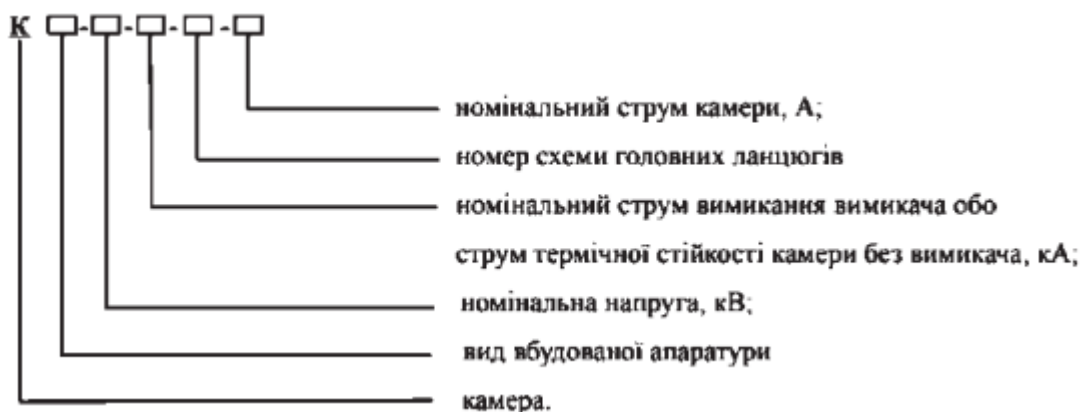 К □-□-□-□-□
номінальний струм камери, А;
номер схеми головних ланцюгів
номінальний струм вимикання вимикача обо
струм термічної стійкості камери без вимикача, кА;
номінальна напруга, кВ;
вид вбудованої апаратури
камера.